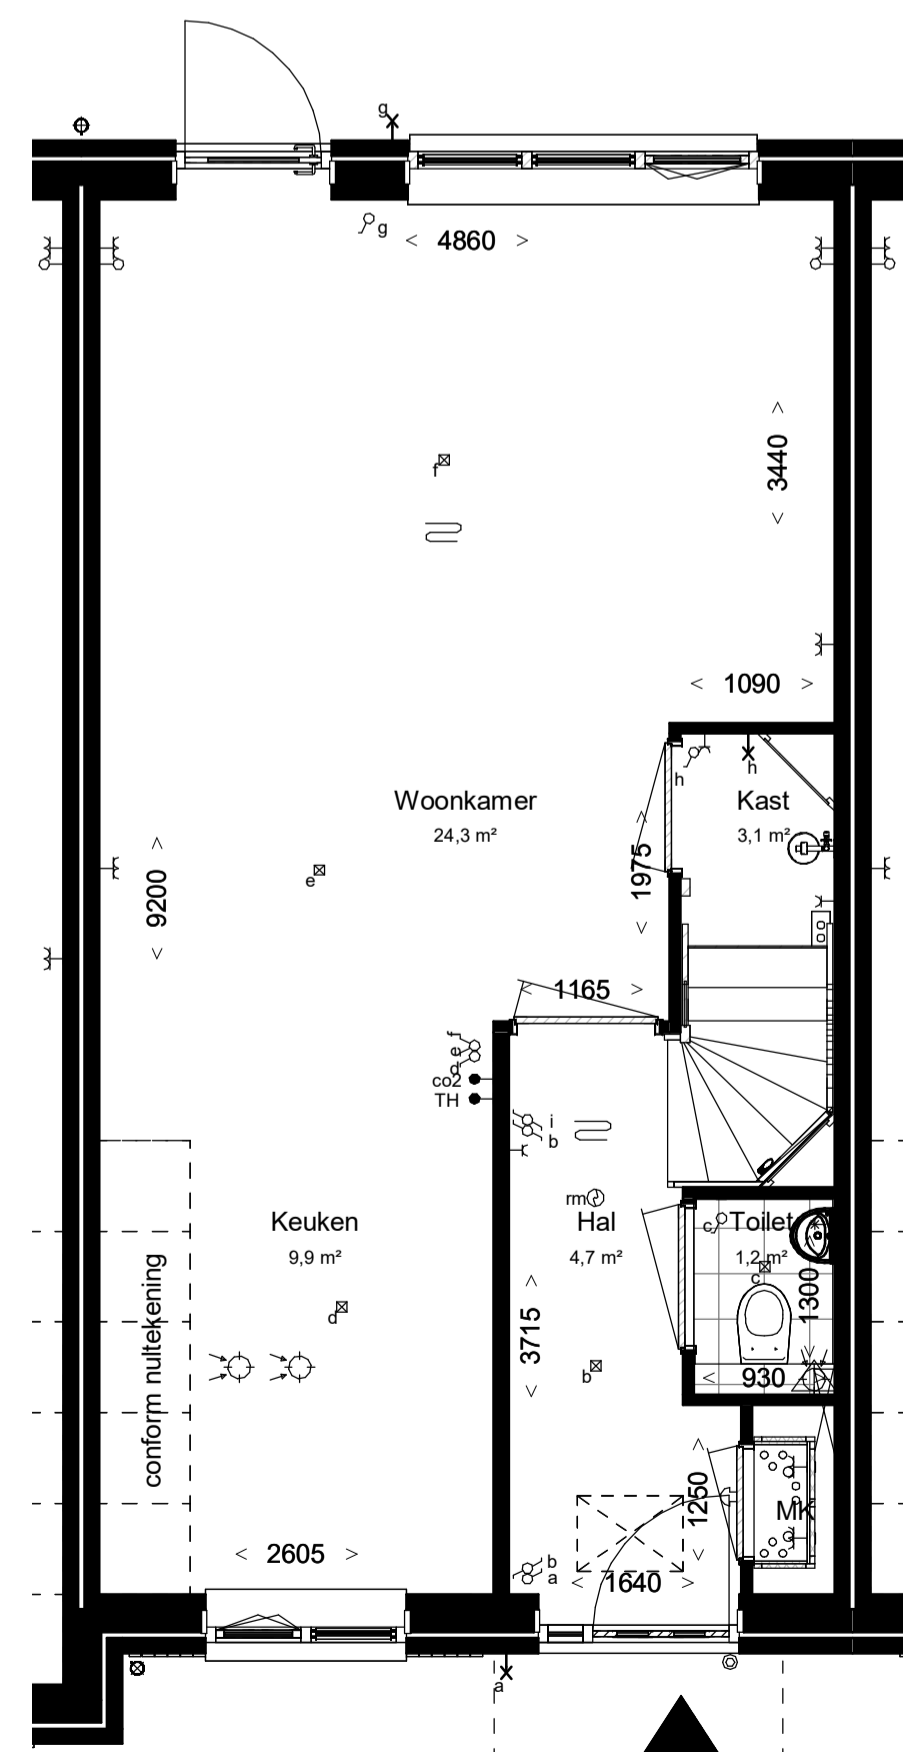 g
g
< 4860 >
< 3440 >
f
< 1090 >
h
h
Woonkamer
24,3 m²
Kast
3,1 m²
< 1975 >
e
< 9200 >
< 1165 >
f
e
d
co2
TH
i
b
rm
Keuken
9,9 m²
Hal
4,7 m²
c
Toilet
1,2 m²
c
< 1300 >
d
< 3715 >
b
< 930 >
conform nultekening
< 1250 >
MK
< 2605 >
b
a
< 1640 >
a